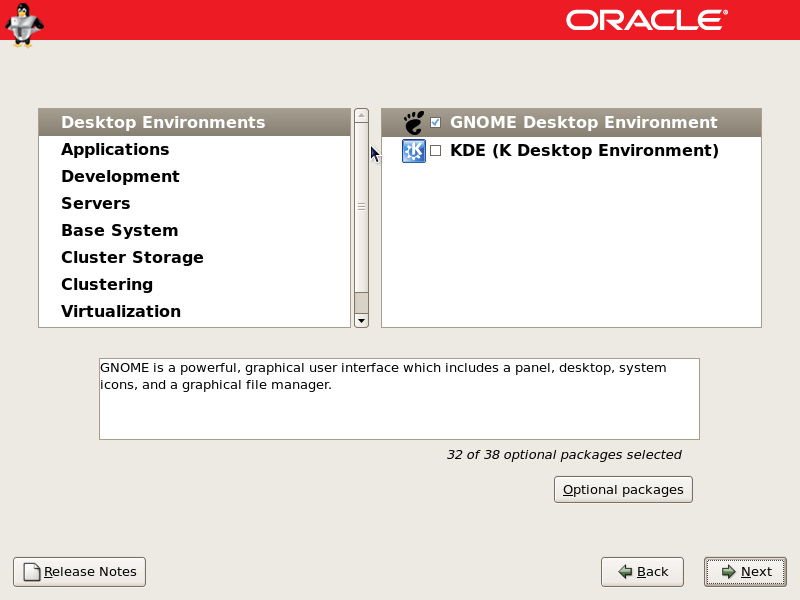 ORACLE®
Desktop Environments
Applications
Development
Servers
Base System
Cluster Storage
Clustering
Virtualization
GNOME Desktop Environment
KDE (K Desktop Environment)
GNOME is a powerful, graphical user interface which includes a panel, desktop, system
icons, and a graphical file manager.
32 of 38 optional packages selected
Optional packages
Release Notes
Back
Next